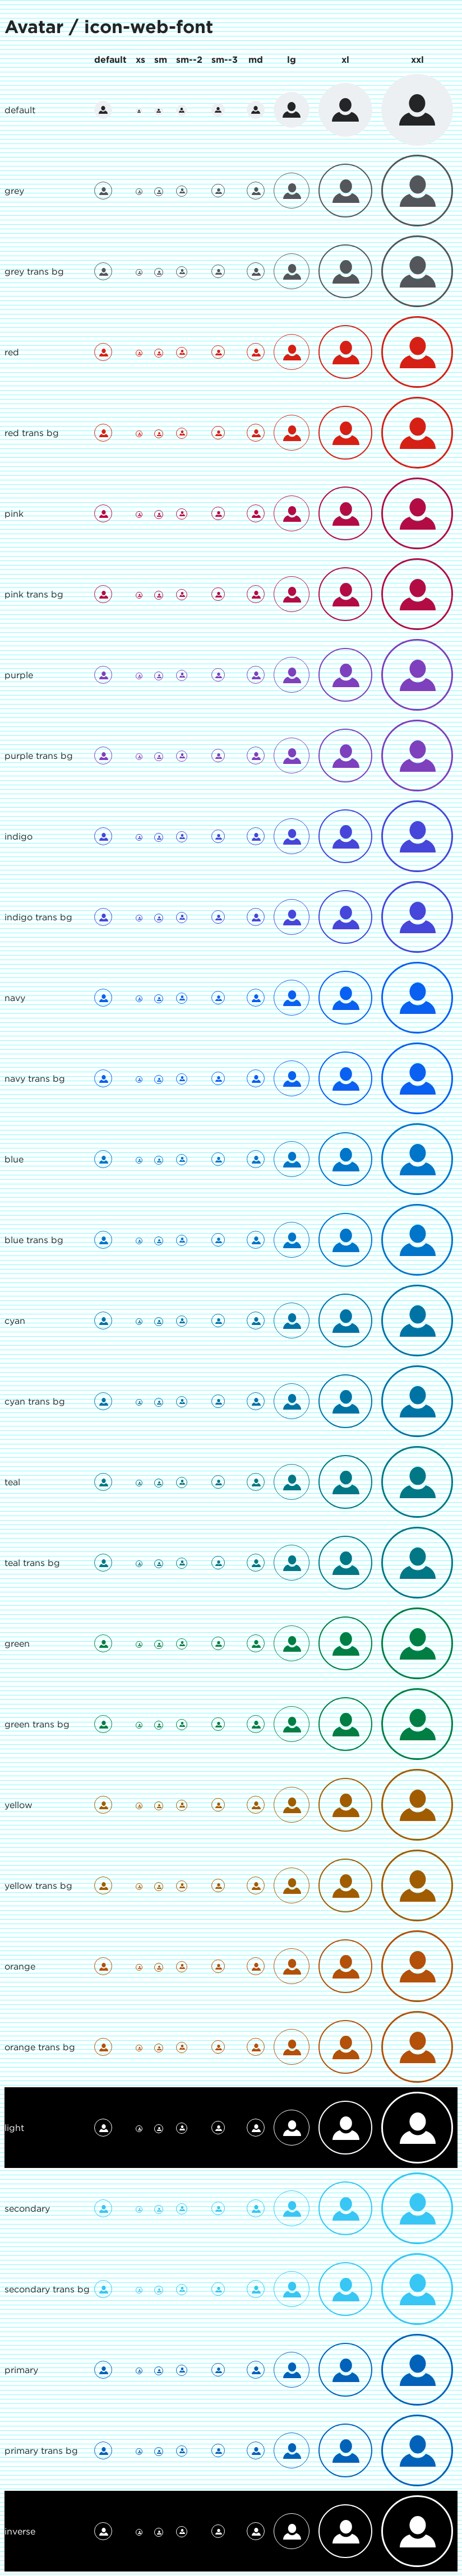 Avatar / icon-web-font
default xs sm sm--2 sm--3 md lg xl xxl
default
grey
grey trans bg
red
red trans bg
pink
pink trans bg
purple
purple trans bg
indigo
indigo trans bg
navy
navy trans bg
blue
blue trans bg
cyan
cyan trans bg
teal
teal trans bg
green
green trans bg
yellow
yellow trans bg
orange
orange trans bg
light
secondary
secondary trans bg
primary
primary trans bg
inverse